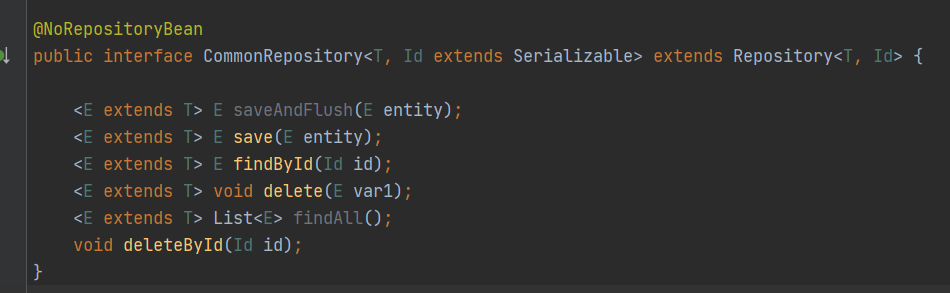 @NoRepositoryBean
public interface CommonRepository<T, Id extends Serializable> extends Repository<T, Id> {
<E extends T> E saveAndFlush(E entity);
<E extends T> E save(E entity);
<E extends T> E findById(Id id);
<E extends T> void delete(E var1);
<E extends T> List<E> findAll();
void deleteById(Id id);
}